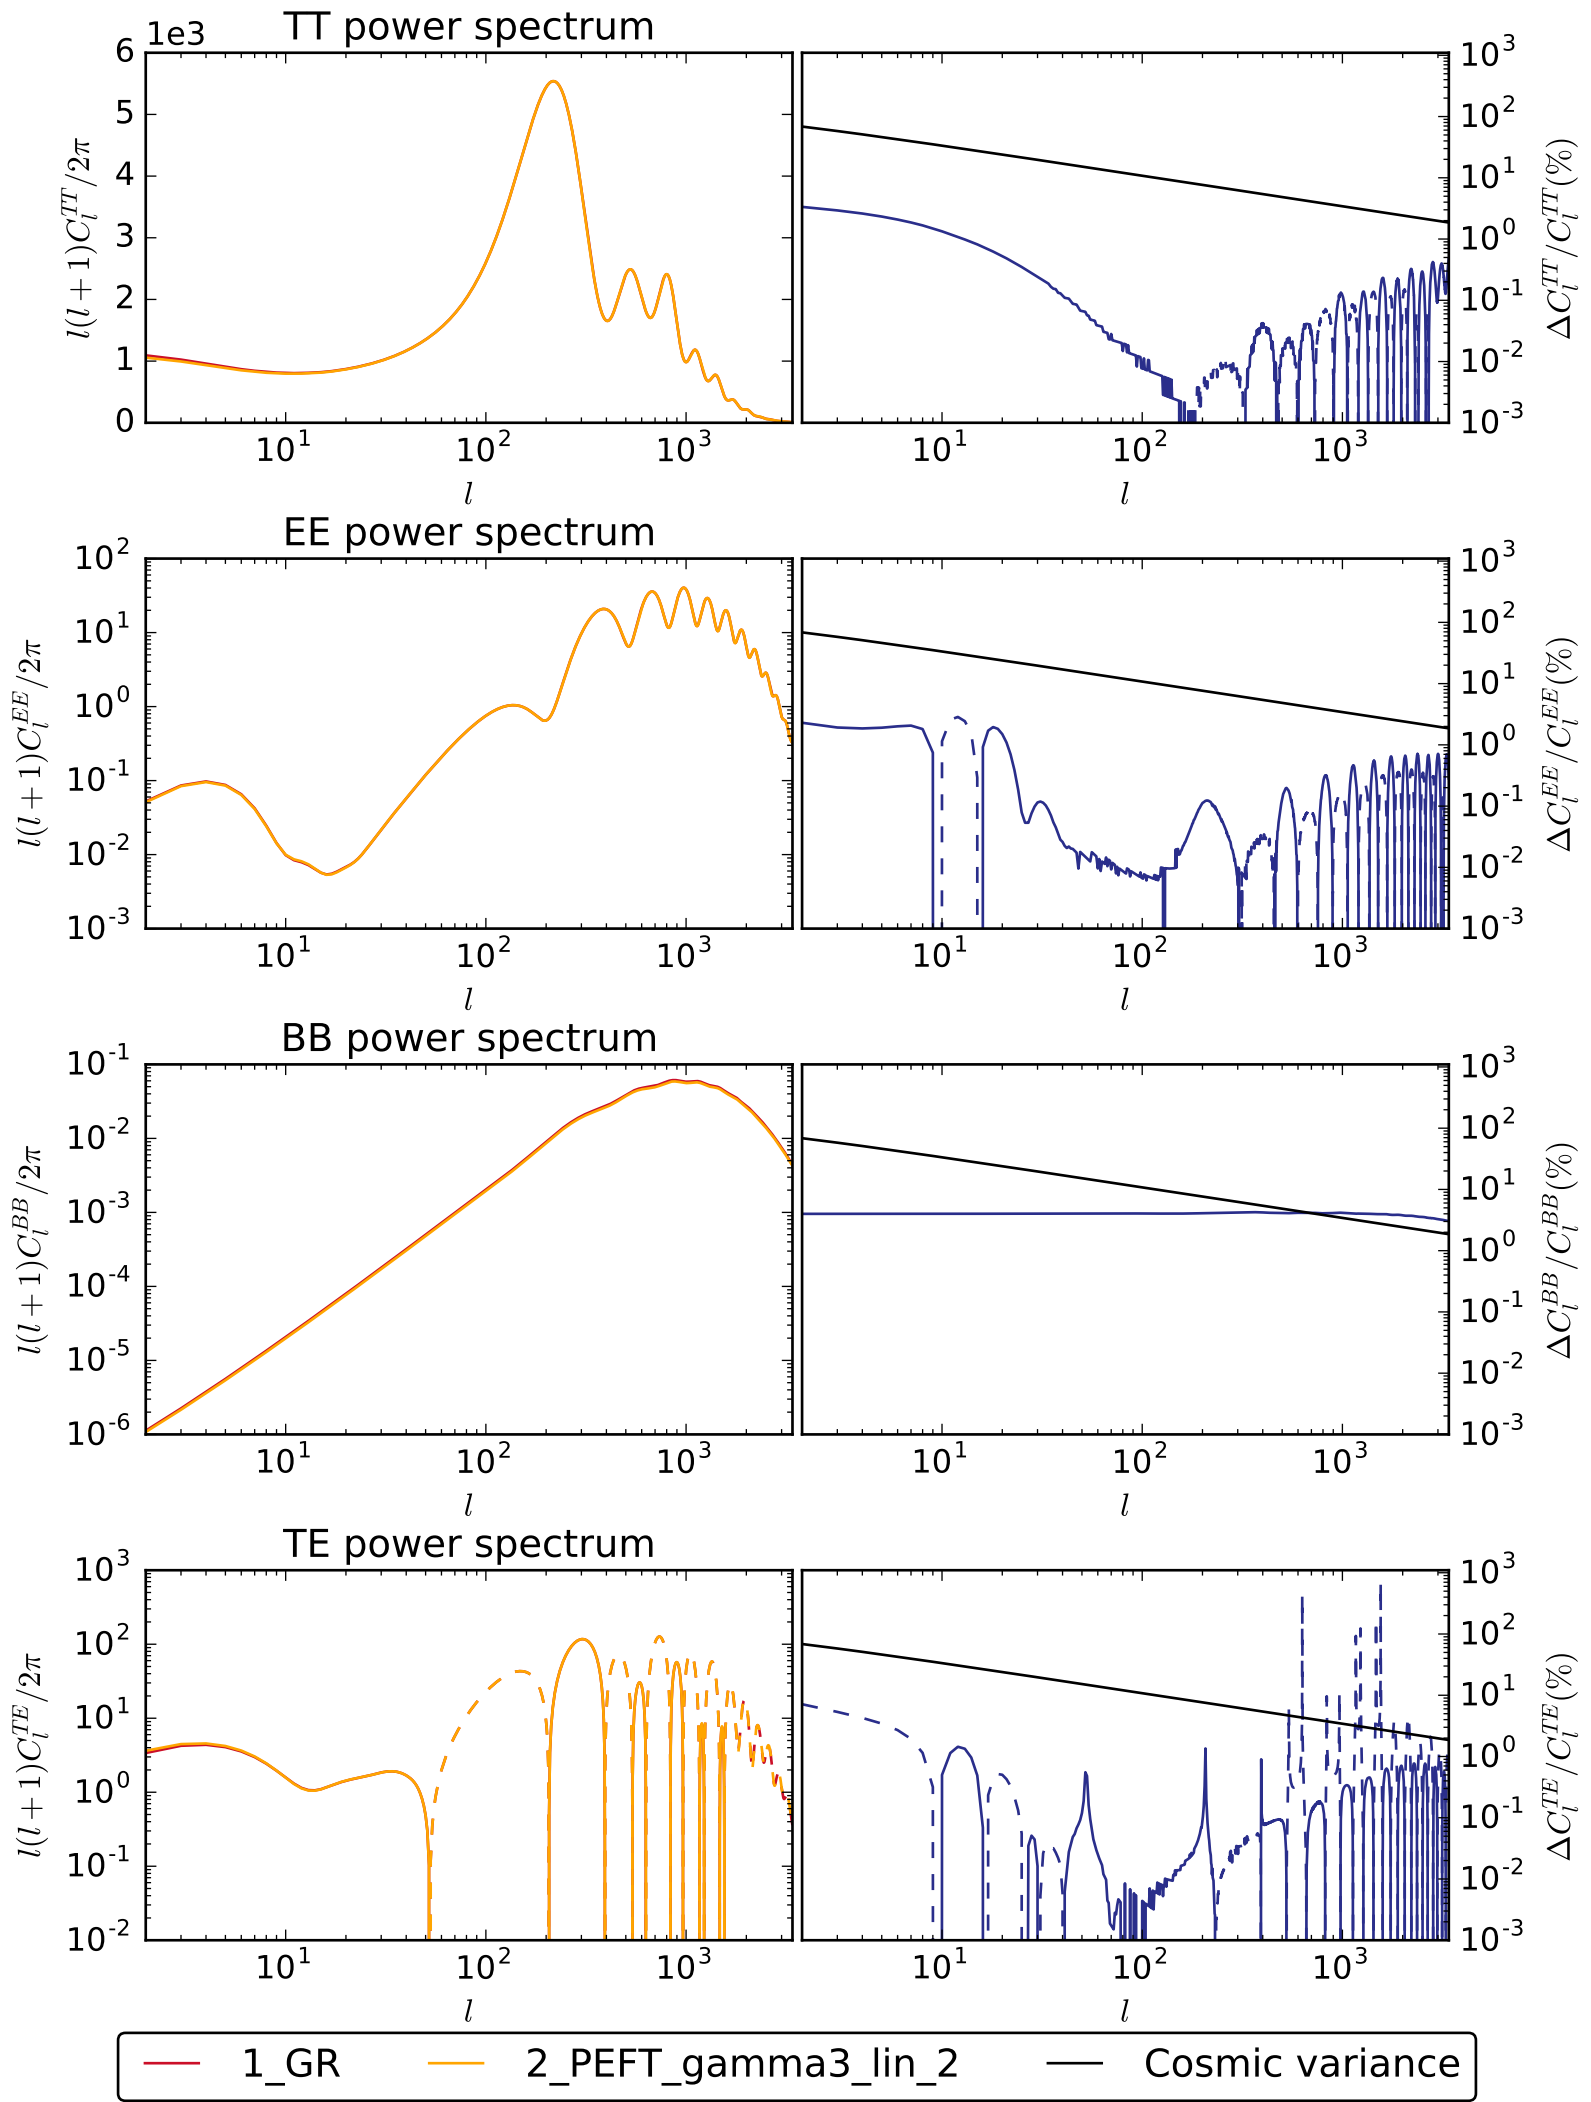 TT power spectrum
1e3
6
5
4
3
2
1
0
l(l + 1)C_l^{TT}/2π
10^1 10^2 10^3
l
10^3
10^2
10^1
10^0
10^-1
10^-2
10^-3
ΔC_l^{TT}/C_l^{TT}(%)
10^1 10^2 10^3
l
EE power spectrum
10^2
10^1
10^0
10^-1
10^-2
10^-3
l(l + 1)C_l^{EE}/2π
10^1 10^2 10^3
l
10^3
10^2
10^1
10^0
10^-1
10^-2
10^-3
ΔC_l^{EE}/C_l^{EE}(%)
10^1 10^2 10^3
l
BB power spectrum
10^-1
10^-2
10^-3
10^-4
10^-5
10^-6
l(l + 1)C_l^{BB}/2π
10^1 10^2 10^3
l
10^3
10^2
10^1
10^0
10^-1
10^-2
10^-3
ΔC_l^{BB}/C_l^{BB}(%)
10^1 10^2 10^3
l
TE power spectrum
10^3
10^2
10^1
10^0
10^-1
10^-2
l(l + 1)C_l^{TE}/2π
10^1 10^2 10^3
l
10^3
10^2
10^1
10^0
10^-1
10^-2
10^-3
ΔC_l^{TE}/C_l^{TE}(%)
10^1 10^2 10^3
l
1_GR 2_PEFT_gamma3_lin_2 Cosmic variance